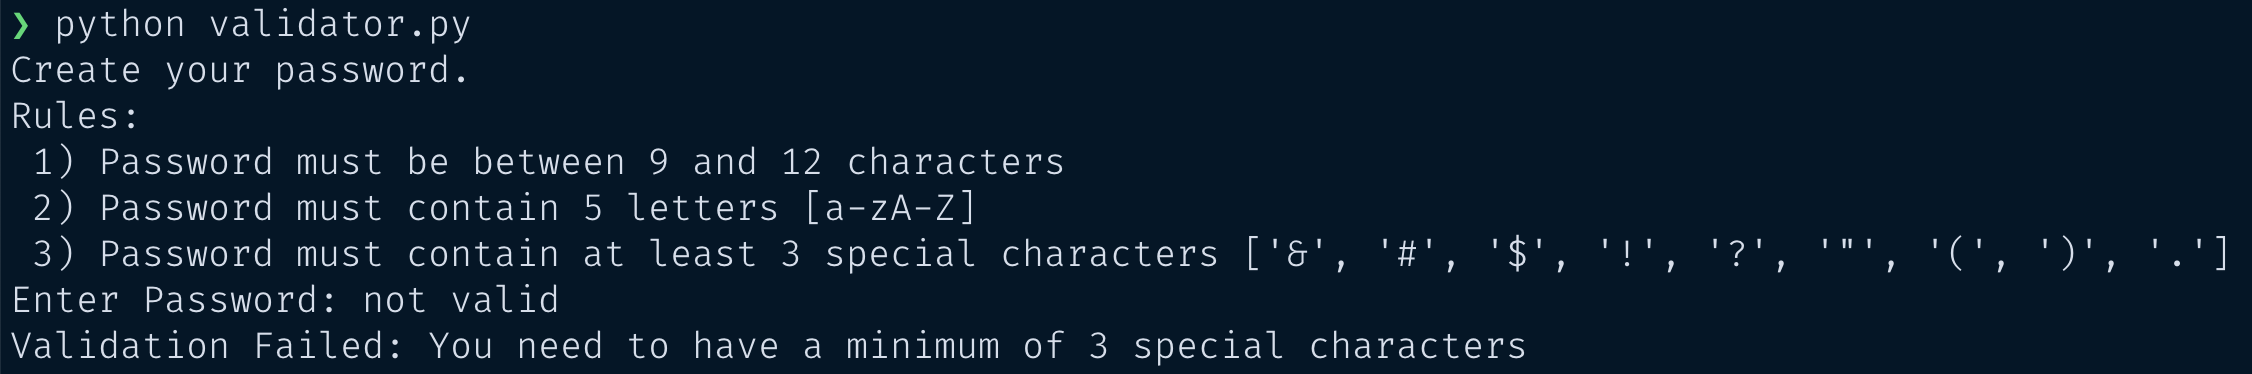 ❯ python validator.py
Create your password.
Rules:
 1) Password must be between 9 and 12 characters
 2) Password must contain 5 letters [a-zA-Z]
 3) Password must contain at least 3 special characters ['&', '#', '$', '!', '?', '"', '(', ')', '.']
Enter Password: not valid
Validation Failed: You need to have a minimum of 3 special characters